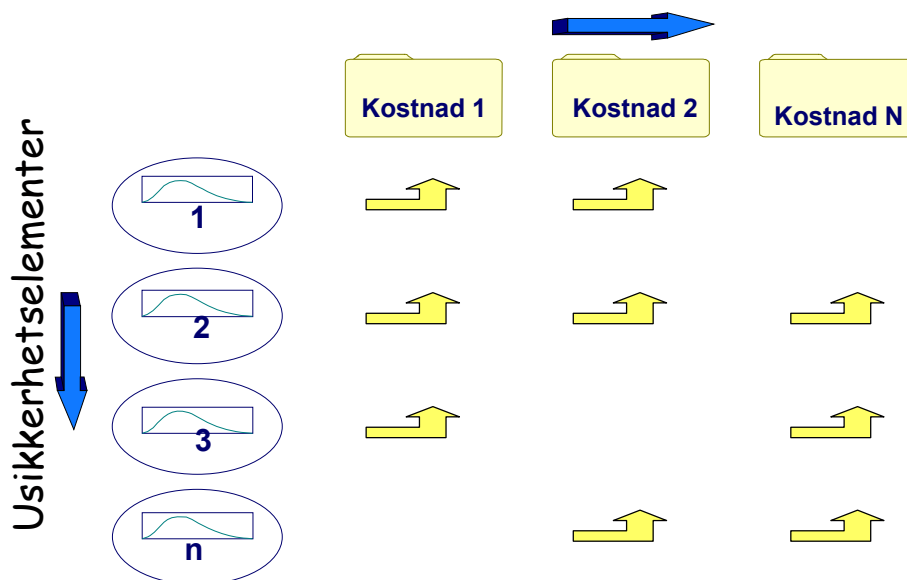 Kostnad 1
Kostnad 2
Kostnad N
Usikkerhetselementer
1
2
3
n